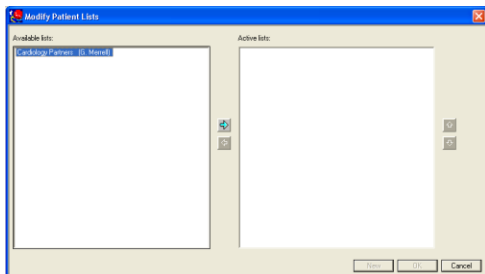 Modify Patient Lists
Available lists:
Active lists:
Cardiology Partners (G. Merrell)
New
OK
Cancel